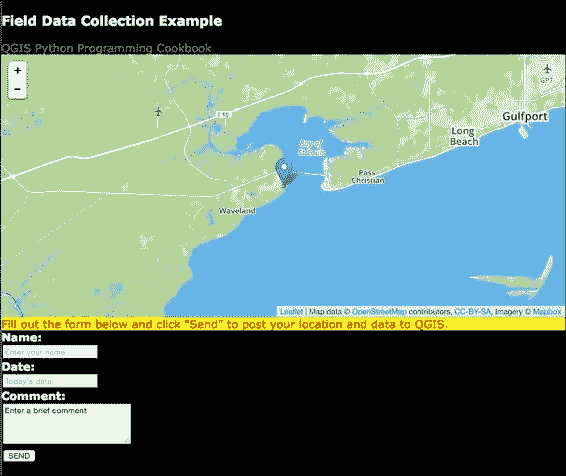 Field Data Collection Example
QGIS Python Programming Cookbook
+
−
GPT
I 10
Gulfport
Long
Beach
Bay of
St Louis
Pass
Christian
Waveland
Leaflet | Map data © OpenStreetMap contributors, CC-BY-SA, Imagery © Mapbox
Fill out the form below and click "Send" to post your location and data to QGIS.
Name:
Enter your name
Date:
Today's date
Comment:
Enter a brief comment
SEND